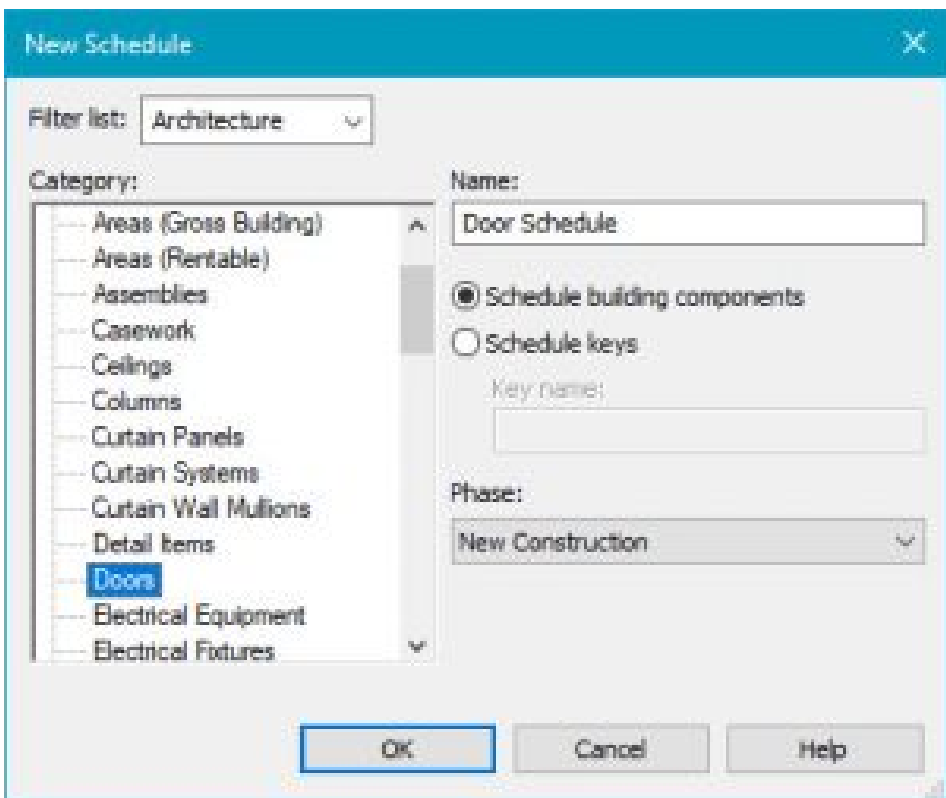 New Schedule
Filter list: Architecture
Category:
Areas (Gross Building)
Areas (Rentable)
Assemblies
Casework
Ceilings
Columns
Curtain Panels
Curtain Systems
Curtain Wall Mullions
Detail Items
Doors
Electrical Equipment
Electrical Fixtures
Name:
Door Schedule
Schedule building components
Schedule keys
Key name:
Phase:
New Construction
OK Cancel Help